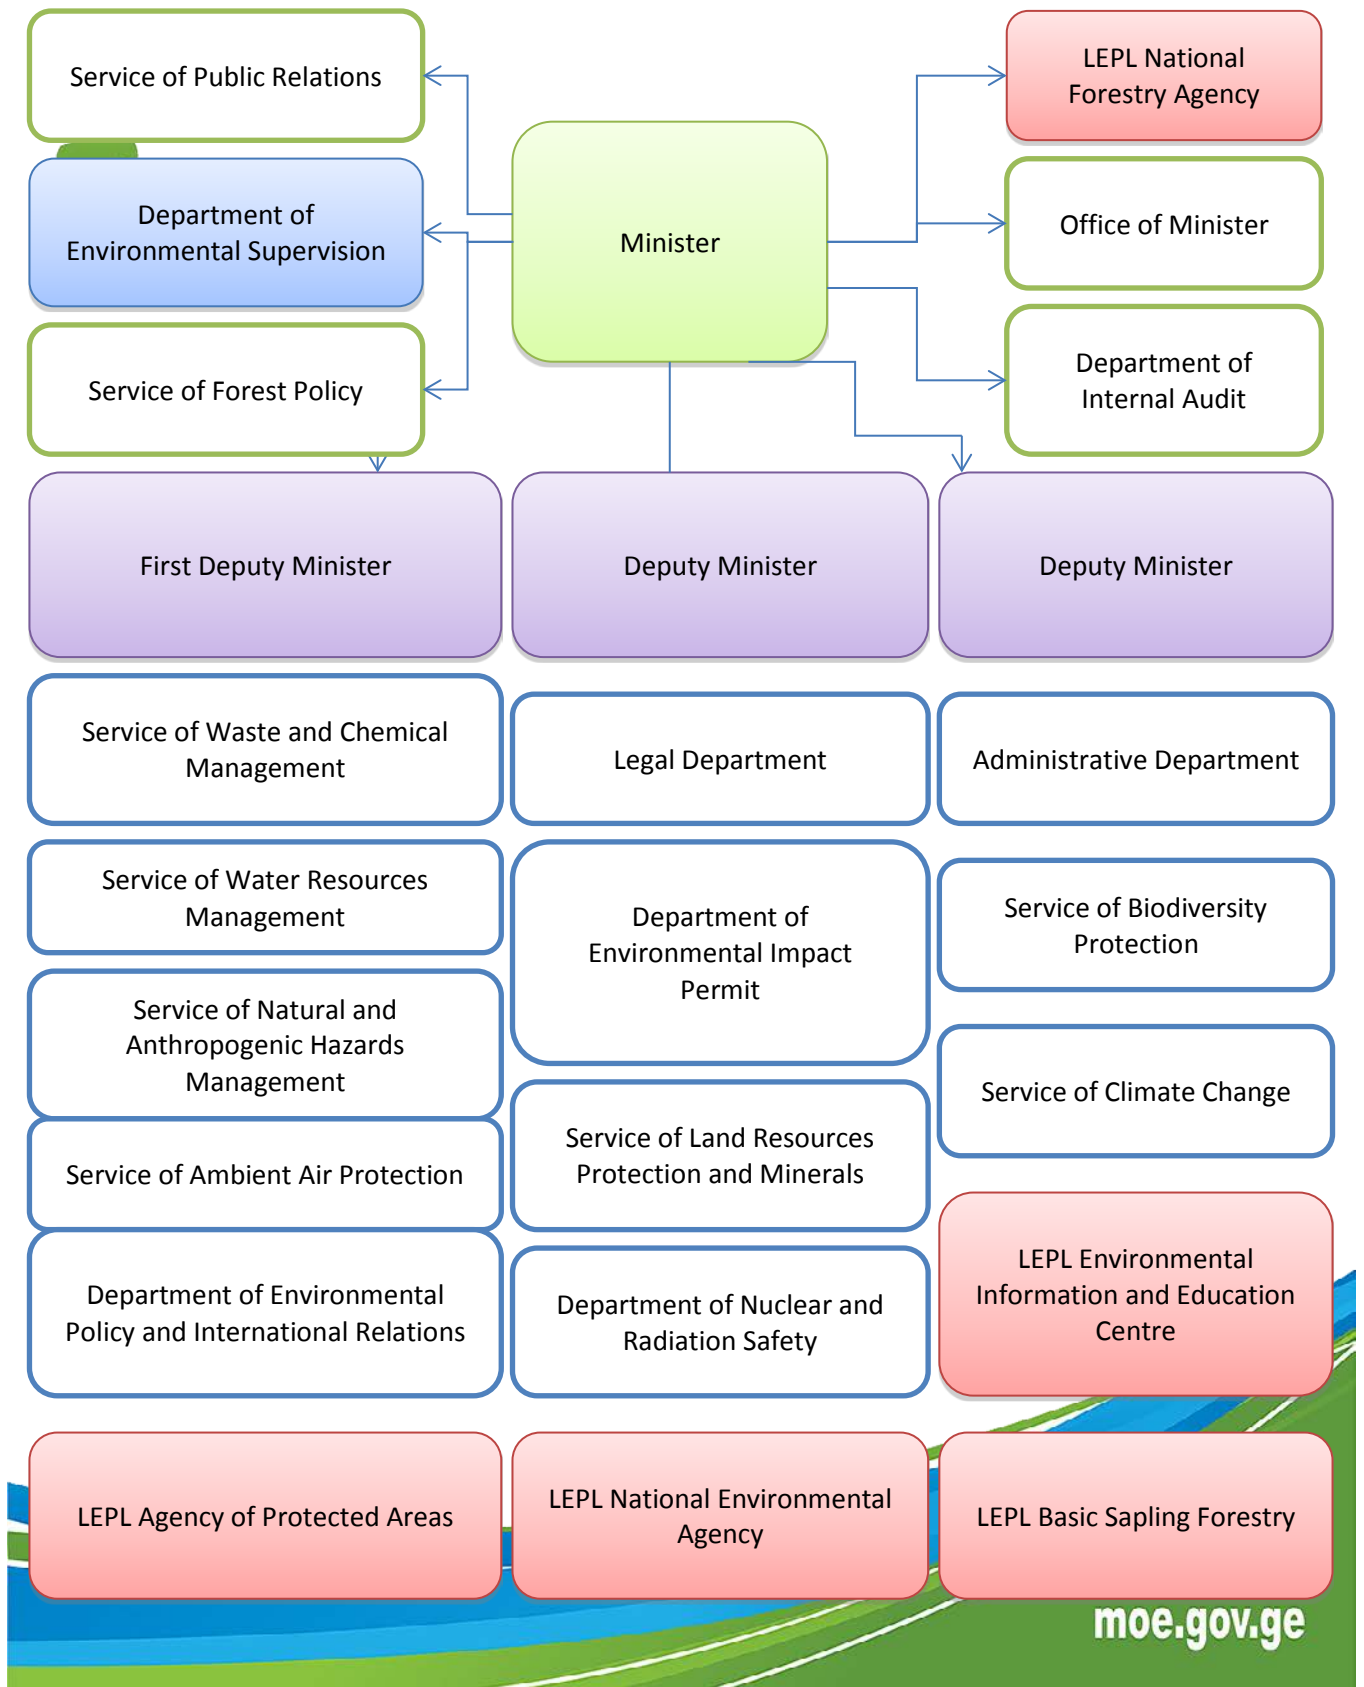 Service of Public Relations
LEPL National
Forestry Agency
Department of
Environmental Supervision
Minister
Office of Minister
Service of Forest Policy
Department of
Internal Audit
First Deputy Minister
Deputy Minister
Deputy Minister
Service of Waste and Chemical
Management
Legal Department
Administrative Department
Service of Water Resources
Management
Department of
Environmental Impact
Permit
Service of Biodiversity
Protection
Service of Natural and
Anthropogenic Hazards
Management
Service of Climate Change
Service of Ambient Air Protection
Service of Land Resources
Protection and Minerals
LEPL Environmental
Information and Education
Centre
Department of Environmental
Policy and International Relations
Department of Nuclear and
Radiation Safety
LEPL Agency of Protected Areas
LEPL National Environmental
Agency
LEPL Basic Sapling Forestry
moe.gov.ge